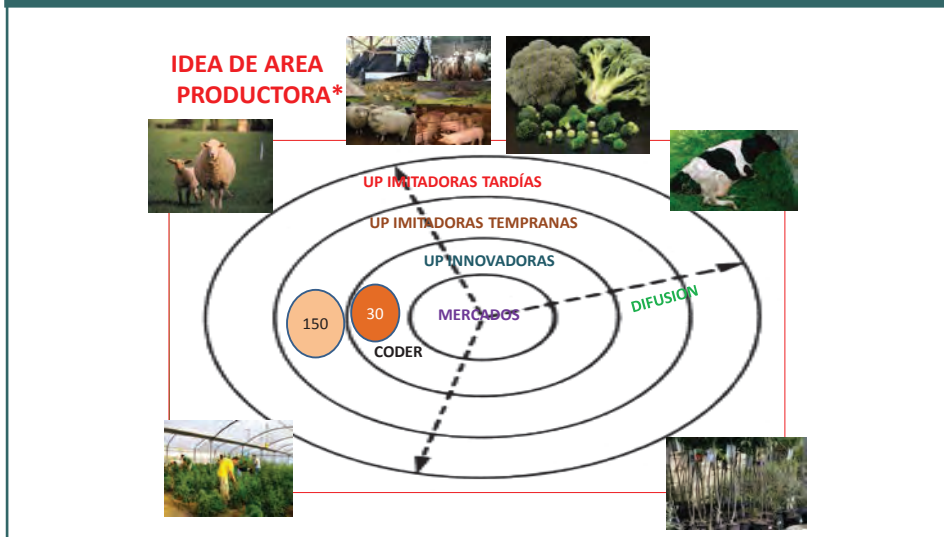 IDEA DE AREA
PRODUCTORA*
UP IMITADORAS TARDÍAS
UP IMITADORAS TEMPRANAS
UP INNOVADORAS
DIFUSION
MERCADOS
150
30
CODER